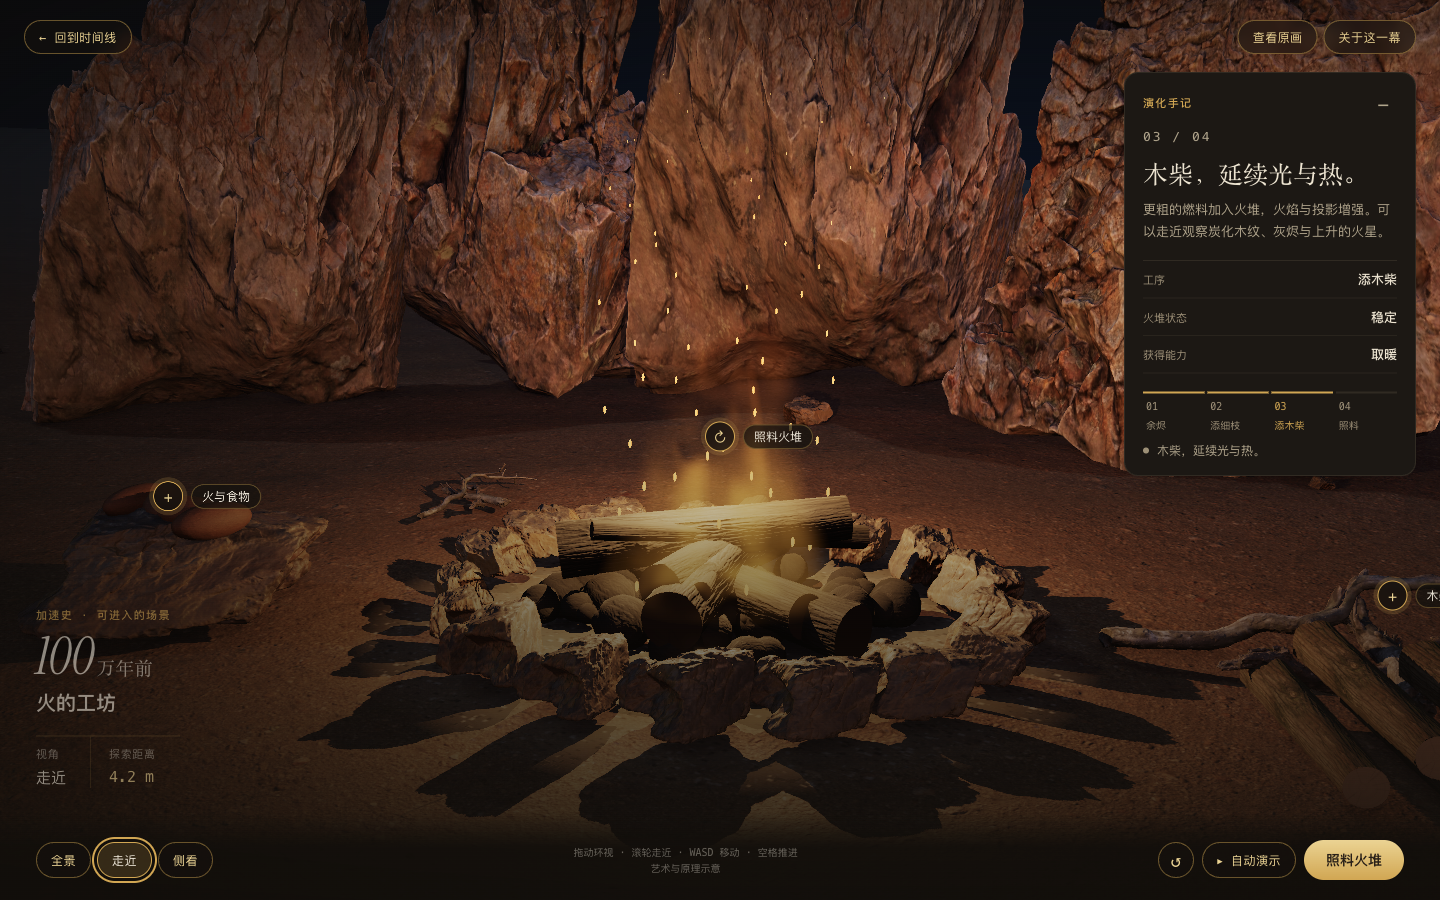 ← 回到时间线
查看原画
关于这一幕
演化手记
03 / 04
木柴，延续光与热。
更粗的燃料加入火堆，火焰与投影增强。可
以走近观察炭化木纹、灰烬与上升的火星。
工序 添木柴
火堆状态 稳定
获得能力 取暖
01 02 03 04
余烬 添细枝 添木柴 照料
木柴，延续光与热。
照料火堆
火与食物
加速史 · 可进入的场景
100 万年前
火的工坊
视角 探索距离
走近 4.2 m
全景 走近 侧看
拖动环视 · 滚轮走近 · WASD 移动 · 空格推进
艺术与原理示意
自动演示
照料火堆